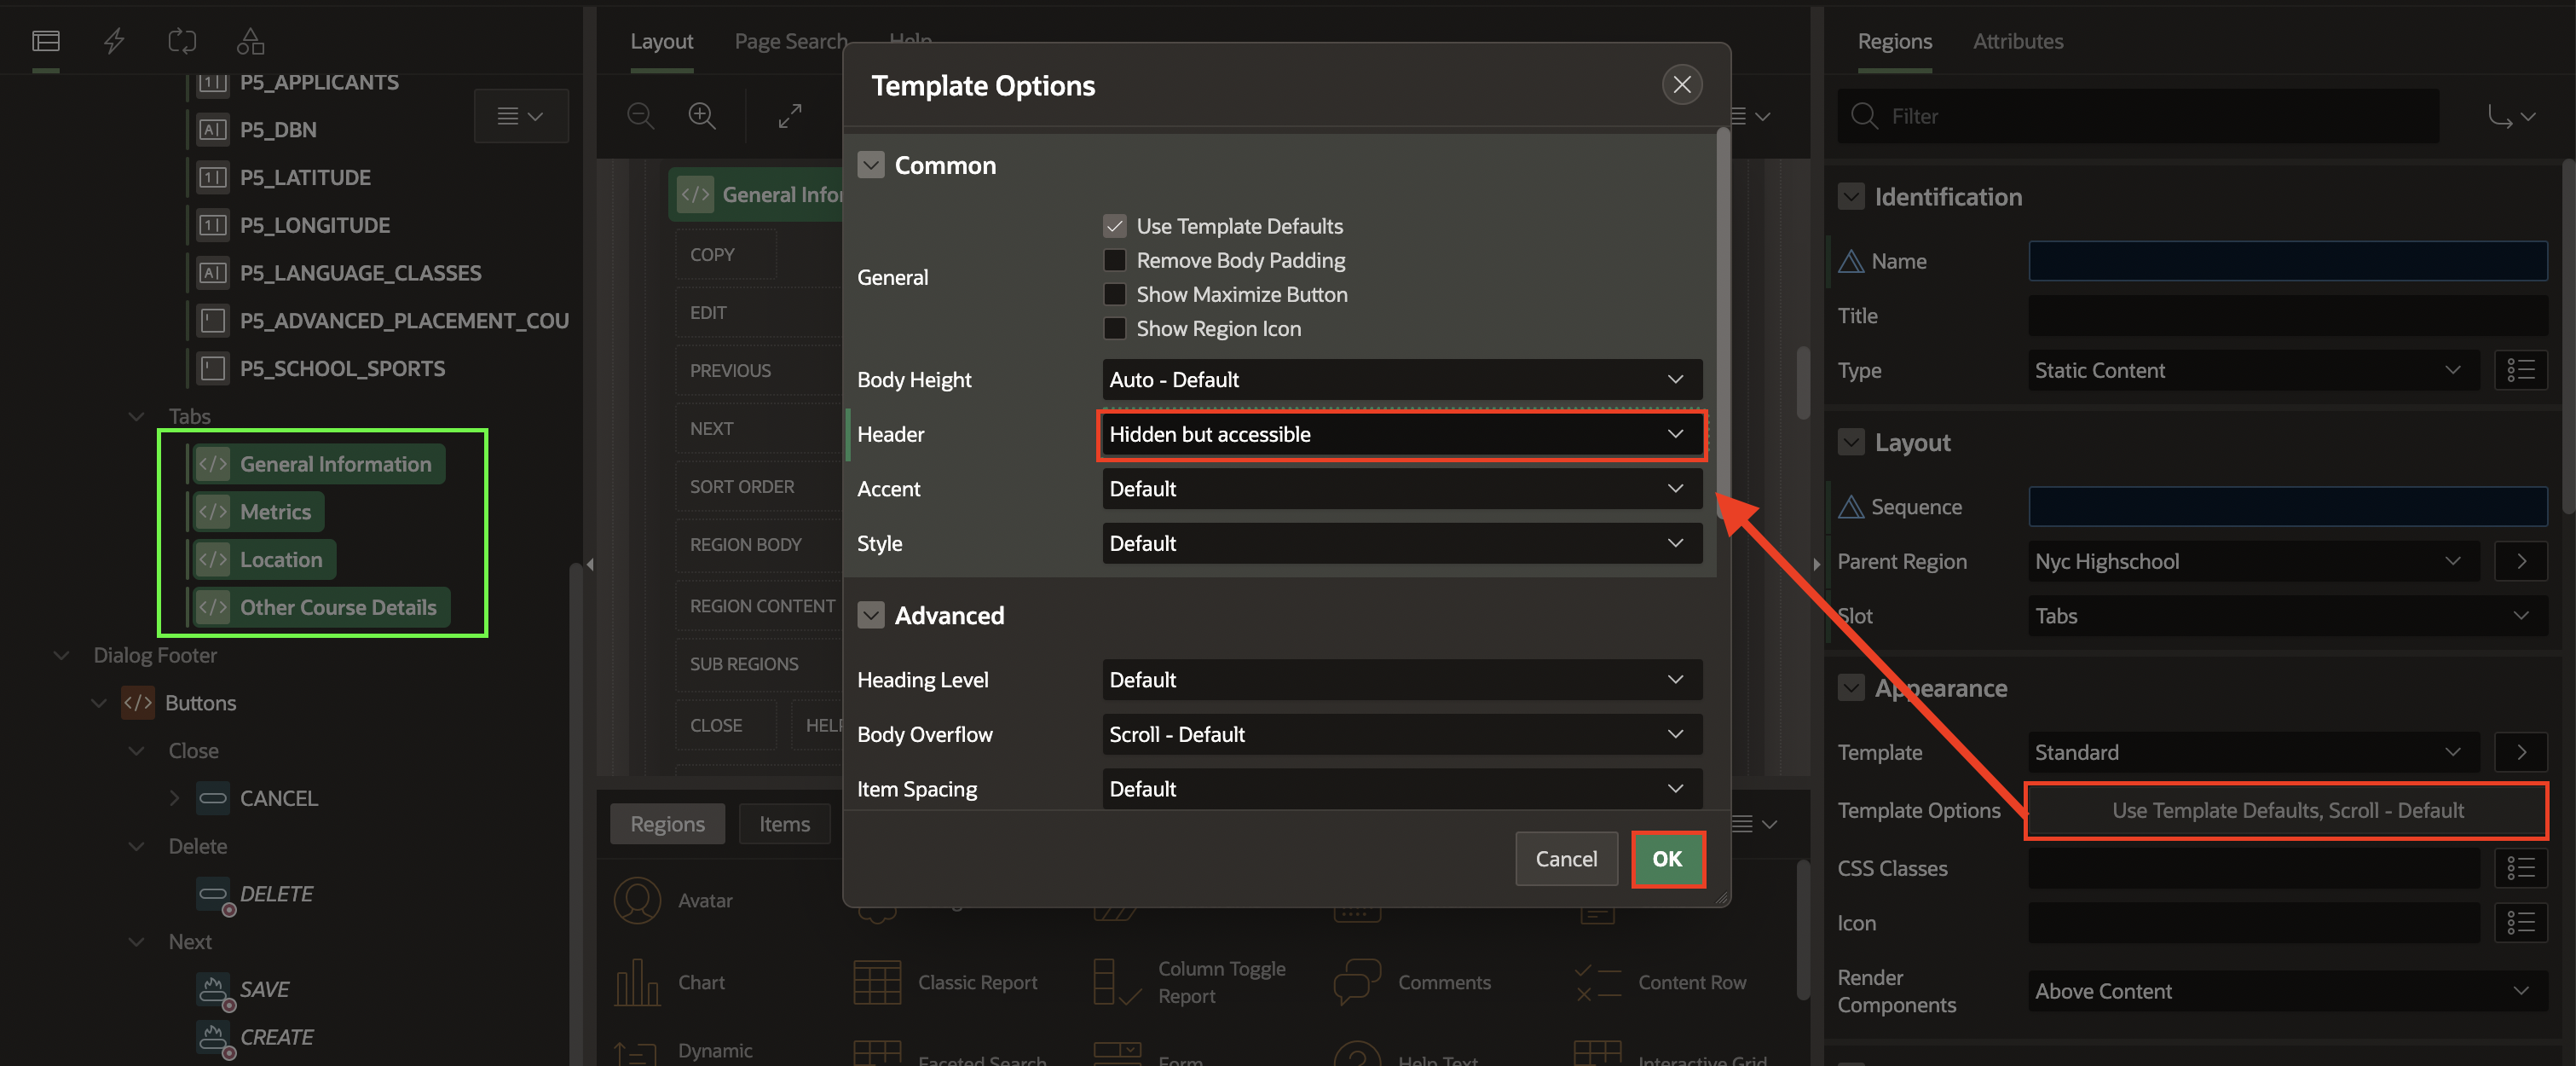 P5_APPLICANTS
P5_DBN
P5_LATITUDE
P5_LONGITUDE
P5_LANGUAGE_CLASSES
P5_ADVANCED_PLACEMENT_COU
P5_SCHOOL_SPORTS
Tabs
General Information
Metrics
Location
Other Course Details
Dialog Footer
Buttons
Close
CANCEL
Delete
DELETE
Next
SAVE
CREATE
Layout Page Search Help
General Infor
COPY
EDIT
PREVIOUS
NEXT
SORT ORDER
REGION BODY
REGION CONTENT
SUB REGIONS
CLOSE HELP
Regions Items
Avatar
Chart
Classic Report
Column Toggle
Report
Comments
Content Row
Dynamic
Faceted Search
Form
Help Text
Interactive Grid
Template Options
Common
General
Use Template Defaults
Remove Body Padding
Show Maximize Button
Show Region Icon
Body Height Auto - Default
Header Hidden but accessible
Accent Default
Style Default
Advanced
Heading Level Default
Body Overflow Scroll - Default
Item Spacing Default
Cancel OK
Regions Attributes
Filter
Identification
Name
Title
Type Static Content
Layout
Sequence
Parent Region Nyc Highschool
Slot Tabs
Appearance
Template Standard
Template Options Use Template Defaults, Scroll - Default
CSS Classes
Icon
Render
Components
Above Content